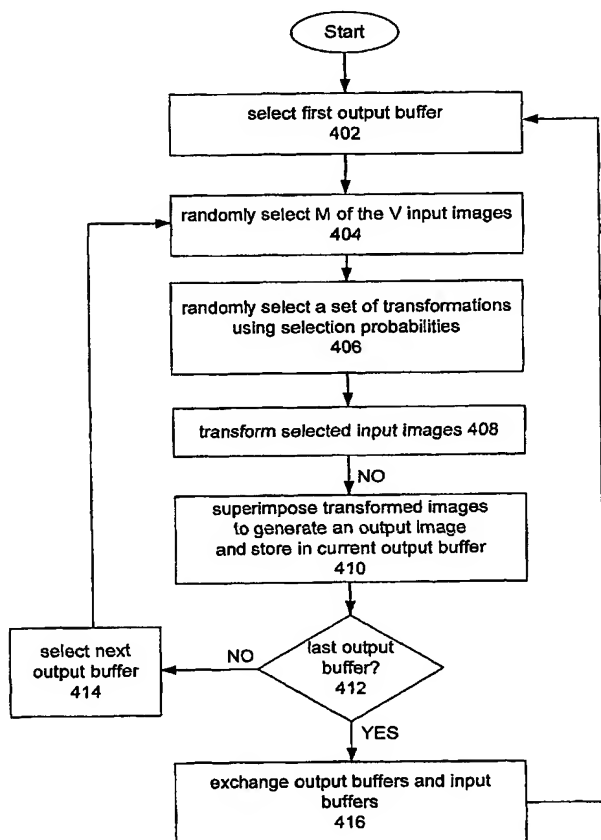 Start
select first output buffer
402
randomly select M of the V input images
404
randomly select a set of transformations
using selection probabilities
406
transform selected input images 408
NO
superimpose transformed images
to generate an output image
and store in current output buffer
410
select next
output buffer
414
NO
last output
buffer?
412
YES
exchange output buffers and input
buffers
416